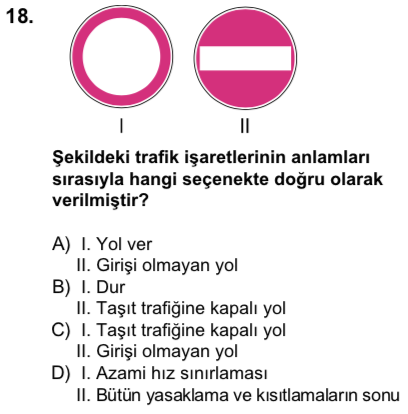 18.
I II
Şekildeki trafik işaretlerinin anlamları
sırasıyla hangi seçenekte doğru olarak
verilmiştir?
A) I. Yol ver
II. Girişi olmayan yol
B) I. Dur
II. Taşıt trafiğine kapalı yol
C) I. Taşıt trafiğine kapalı yol
II. Girişi olmayan yol
D) I. Azami hız sınırlaması
II. Bütün yasaklama ve kısıtlamaların sonu